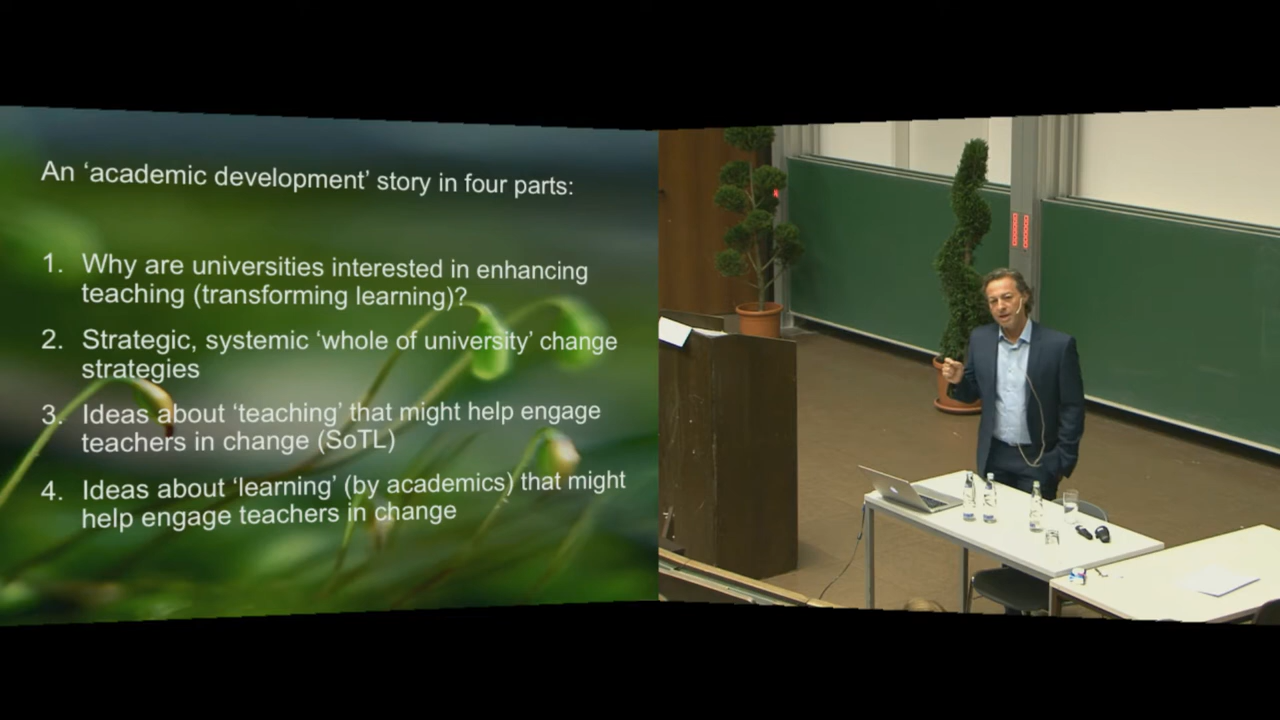 An ‘academic development’ story in four parts:
1. Why are universities interested in enhancing
teaching (transforming learning)?
2. Strategic, systemic ‘whole of university’ change
strategies
3. Ideas about ‘teaching’ that might help engage
teachers in change (SoTL)
4. Ideas about ‘learning’ (by academics) that might
help engage teachers in change